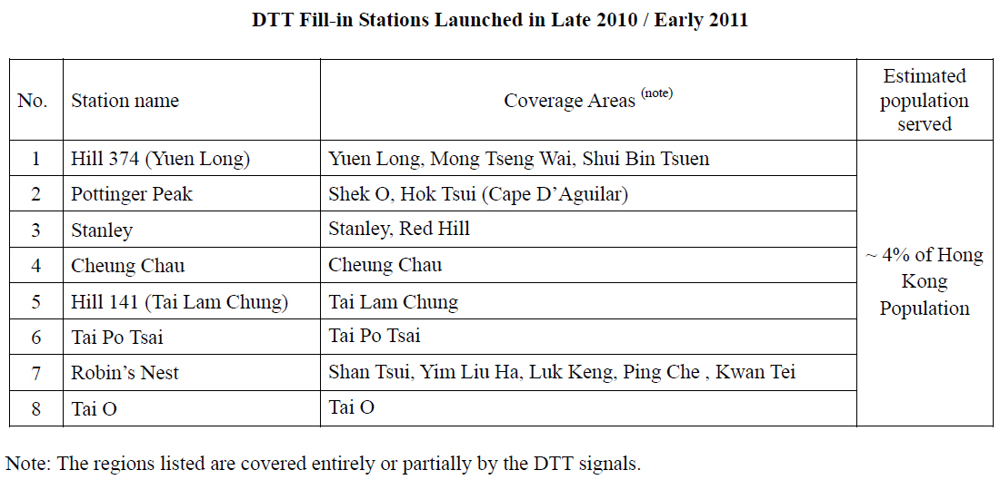 DTT Fill-in Stations Launched in Late 2010 / Early 2011
No. Station name Coverage Areas (note) Estimated population served
1 Hill 374 (Yuen Long) Yuen Long, Mong Tseng Wai, Shui Bin Tsuen
2 Pottinger Peak Shek O, Hok Tsui (Cape D’Aguilar)
3 Stanley Stanley, Red Hill
4 Cheung Chau Cheung Chau
5 Hill 141 (Tai Lam Chung) Tai Lam Chung
6 Tai Po Tsai Tai Po Tsai
7 Robin’s Nest Shan Tsui, Yim Liu Ha, Luk Keng, Ping Che , Kwan Tei
8 Tai O Tai O
~ 4% of Hong
Kong
Population
Note: The regions listed are covered entirely or partially by the DTT signals.